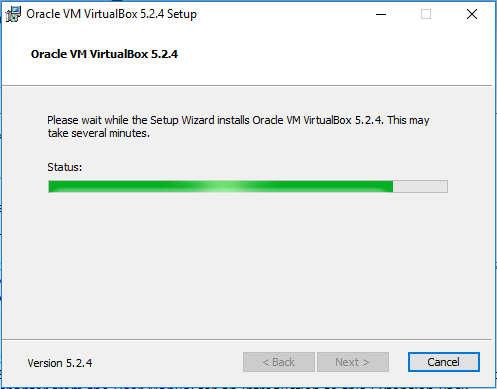 Oracle VM VirtualBox 5.2.4 Setup
Oracle VM VirtualBox 5.2.4
Please wait while the Setup Wizard installs Oracle VM VirtualBox 5.2.4. This may
take several minutes.
Status:
Version 5.2.4
< Back
Next >
Cancel